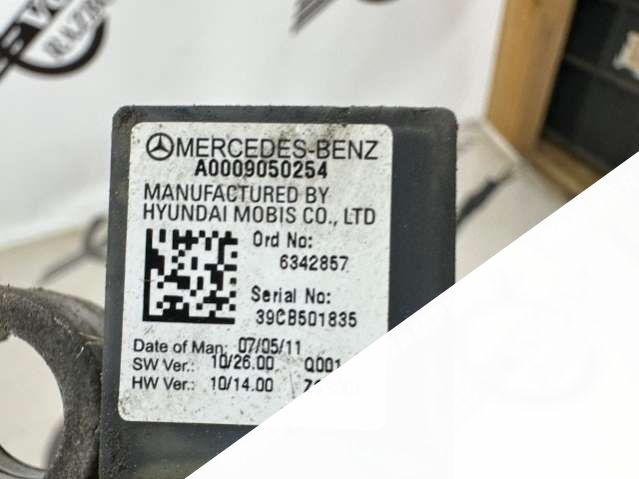 MERCEDES-BENZ
A0009050254
MANUFACTURED BY
HYUNDAI MOBIS CO., LTD
Ord No:
6342857
Serial No:
39CB501835
Date of Man: 07/05/11
SW Ver.: 10/26.00 Q001
HW Ver.: 10/14.00